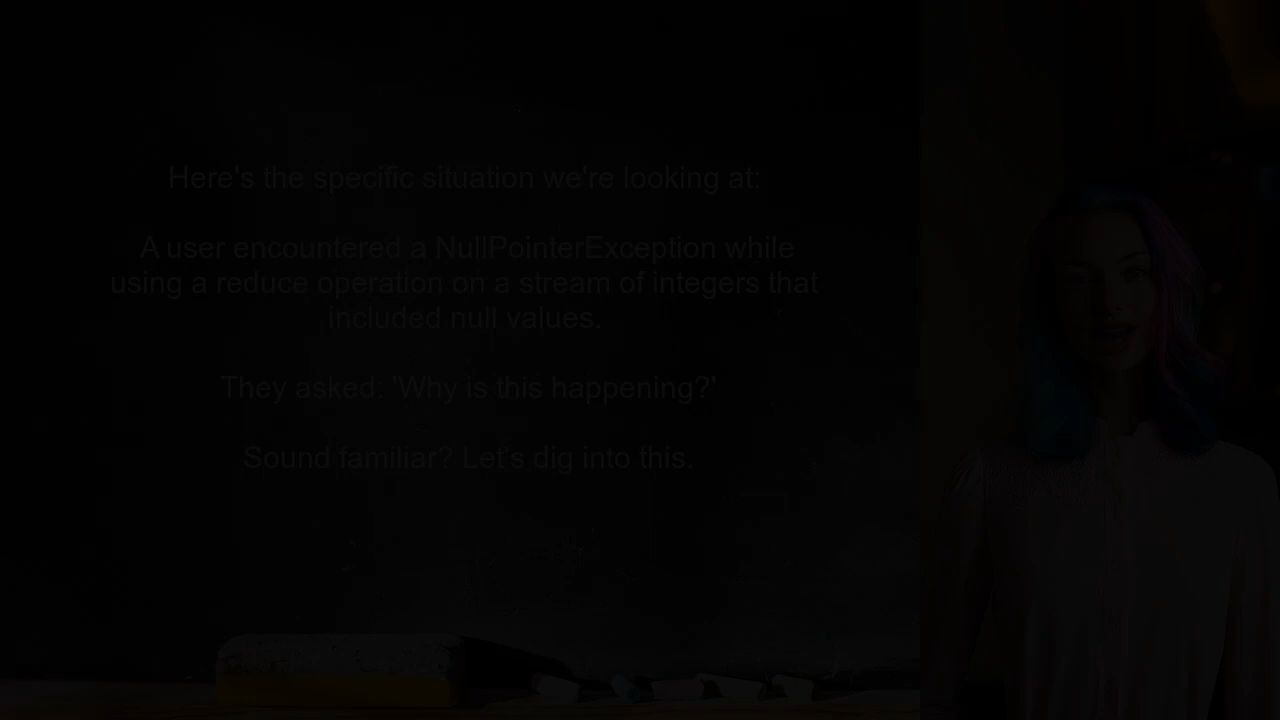 Here's the specific situation we're looking at:
A user encountered a NullPointerException while
using a reduce operation on a stream of integers that
included null values.
They asked: 'Why is this happening?'
Sound familiar? Let's dig into this.